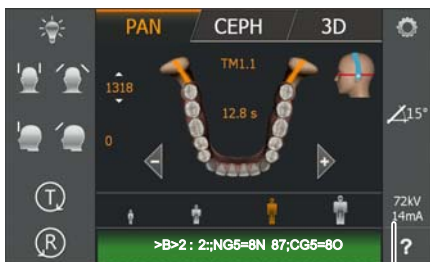 PAN CEPH 3D
TM1.1
1318
12.8 s
15°
0
- +
T
72kV
14mA
R
>B>2 : 2:;NG5=8N 87;CG5=8O
?